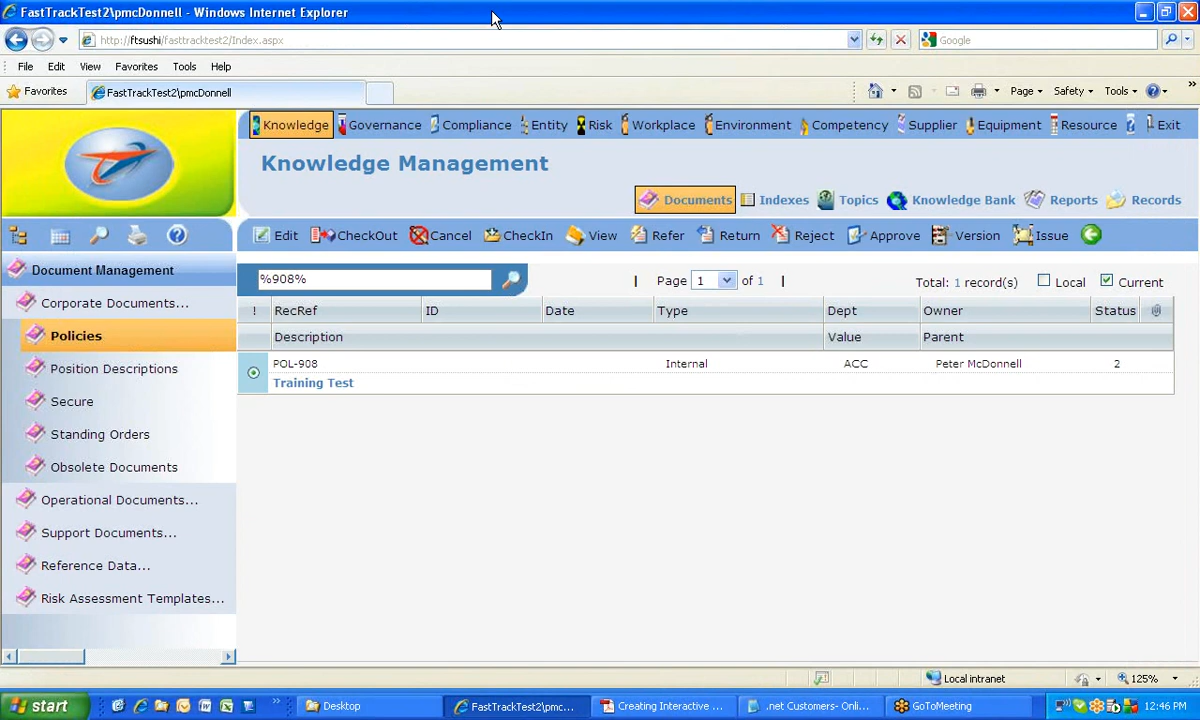 FastTrackTest2\pmcDonnell - Windows Internet Explorer
http://ftsushi/fasttracktest2/Index.aspx
Google
File Edit View Favorites Tools Help
Favorites FastTrackTest2\pmcDonnell Page Safety Tools
Knowledge Governance Compliance Entity Risk Workplace Environment Competency Supplier Equipment Resource Exit
Knowledge Management
Documents Indexes Topics Knowledge Bank Reports Records
Edit CheckOut Cancel CheckIn View Refer Return Reject Approve Version Issue
Document Management
Corporate Documents...
Policies
Position Descriptions
Secure
Standing Orders
Obsolete Documents
Operational Documents...
Support Documents...
Reference Data...
Risk Assessment Templates...
%908% | Page 1 of 1 | Total: 1 record(s) Local Current
! RecRef ID Date Type Dept Owner Status
Description Value Parent
POL-908 Internal ACC Peter McDonnell 2
Training Test
Local intranet 125%
start Desktop FastTrackTest2\pmc... Creating Interactive ... .net Customers- Onli... GoToMeeting 12:46 PM